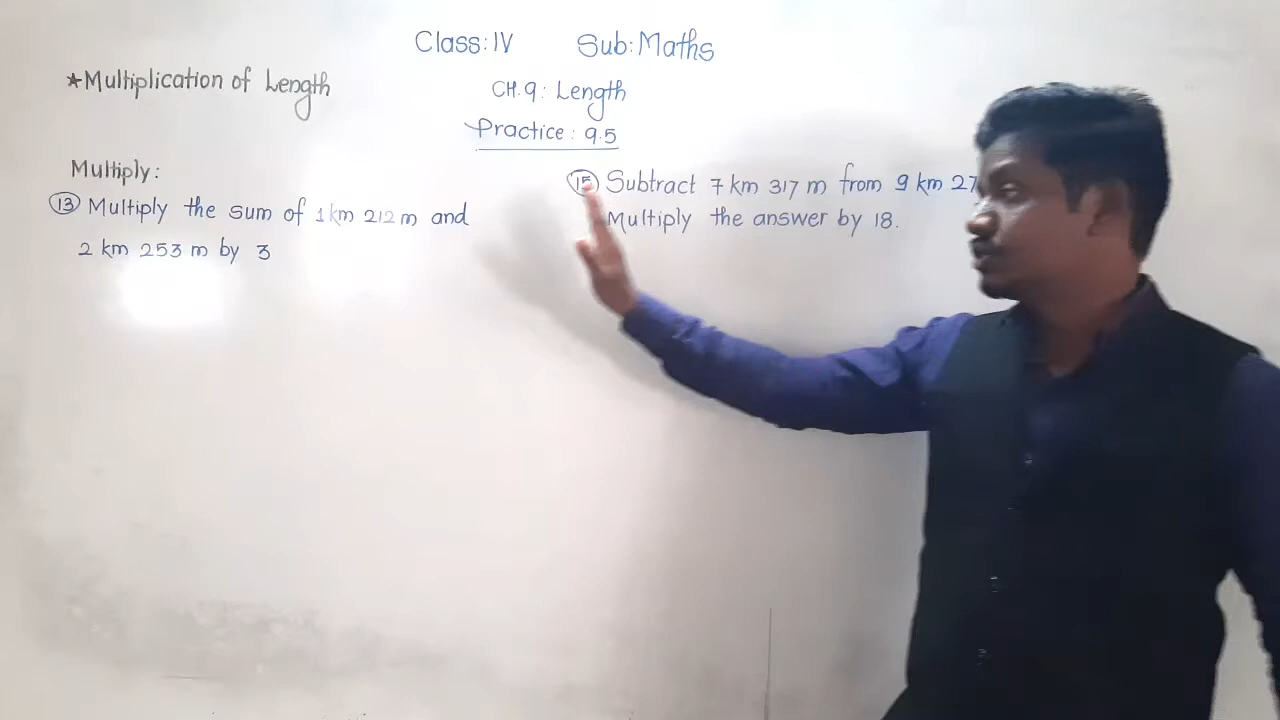 Class: IV Sub: Maths
*Multiplication of Length
CH.9: Length
Practice: 9.5
Multiply:
13 Multiply the sum of 1 km 212 m and
2 km 253 m by 3
15 Subtract 7 km 317 m from 9 km
Multiply the answer by 18.